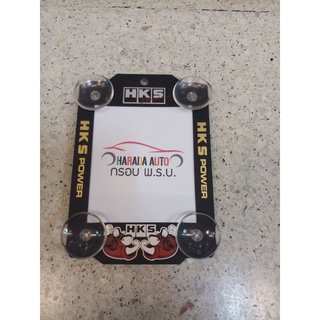 HKS
HKS POWER
HKS POWER
HARADA AUTO
กรอบ พ.ร.บ.
HKS